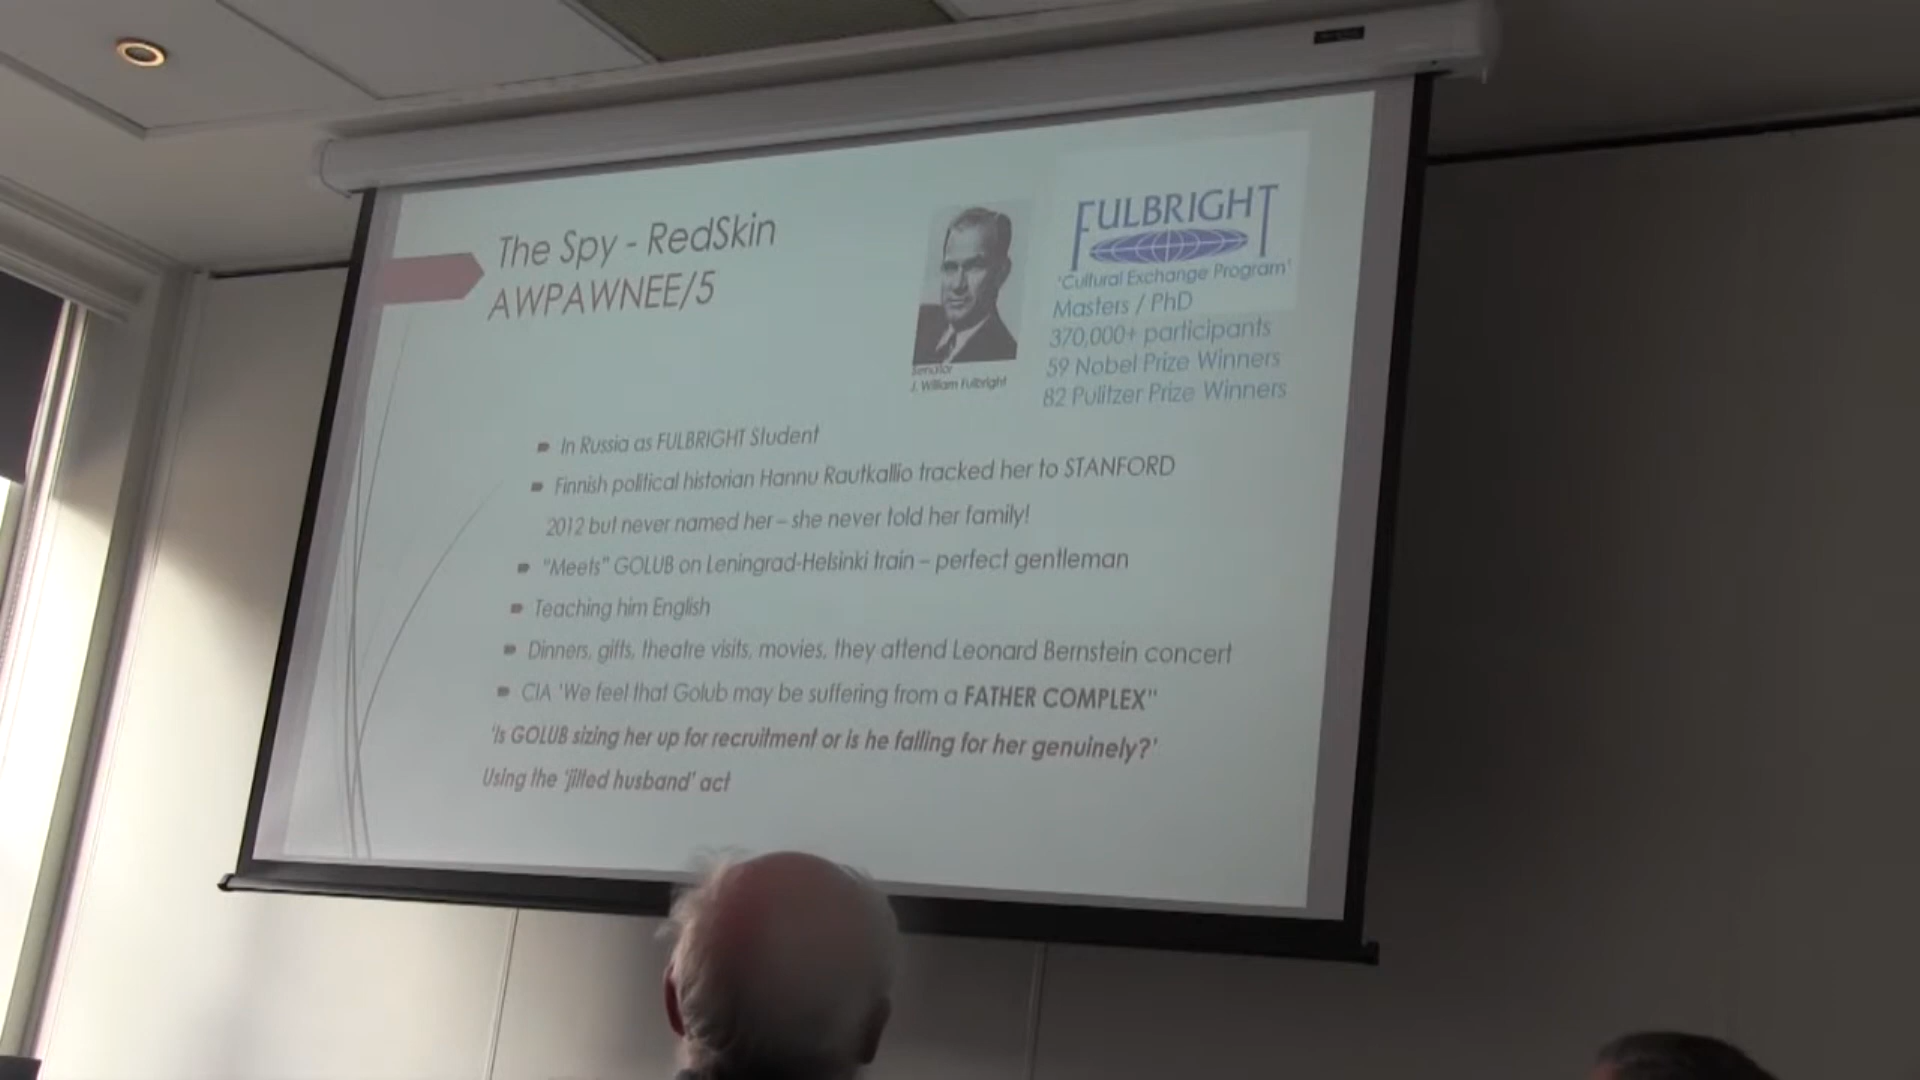 The Spy - RedSkin
AWPAWNEE/5
Senator
J. William Fulbright
FULBRIGHT
'Cultural Exchange Program'
Masters / PhD
370,000+ participants
59 Nobel Prize Winners
82 Pulitzer Prize Winners
In Russia as FULBRIGHT Student
Finnish political historian Hannu Rautkallio tracked her to STANFORD
2012 but never named her – she never told her family!
"Meets" GOLUB on Leningrad-Helsinki train – perfect gentleman
Teaching him English
Dinners, gifts, theatre visits, movies, they attend Leonard Bernstein concert
CIA 'We feel that Golub may be suffering from a FATHER COMPLEX"
'Is GOLUB sizing her up for recruitment or is he falling for her genuinely?'
Using the 'jilted husband' act